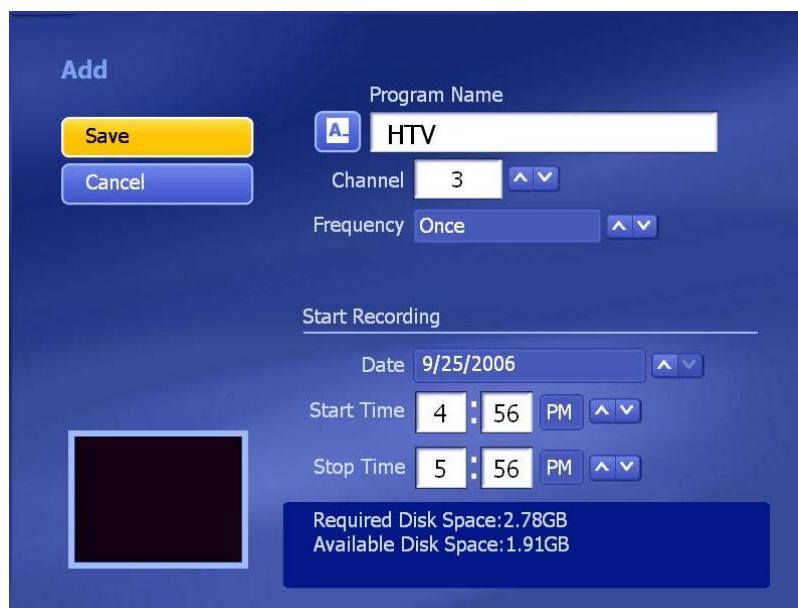 Add
Save
Cancel
Program Name
A-
HTV
Channel 3
Frequency Once
Start Recording
Date 9/25/2006
Start Time 4 : 56 PM
Stop Time 5 : 56 PM
Required Disk Space:2.78GB
Available Disk Space:1.91GB